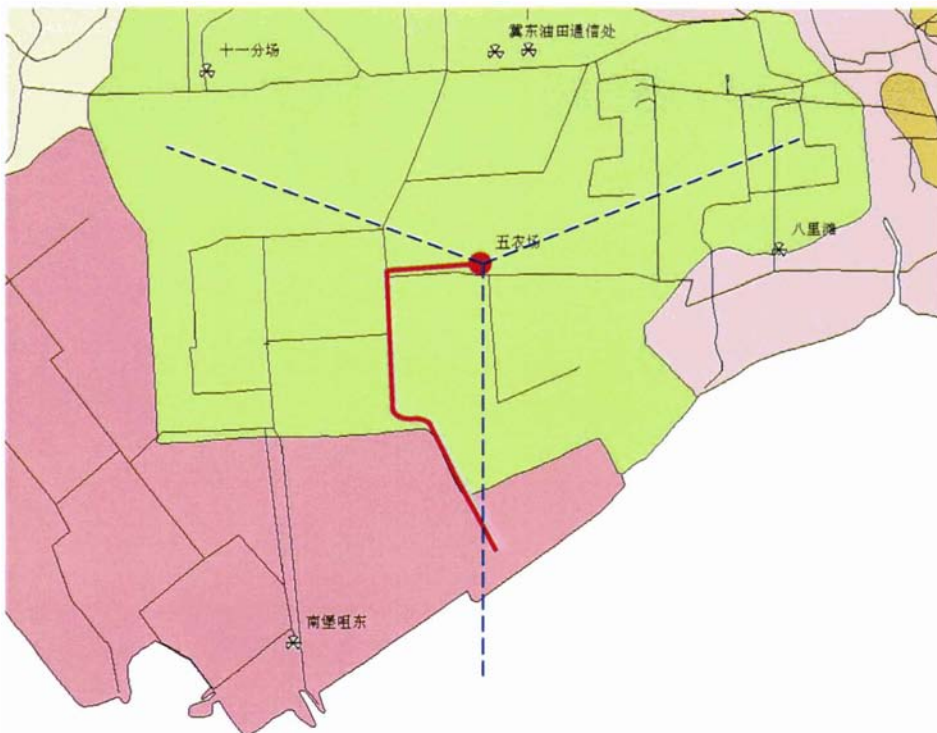 冀东油田通信处
十一分场
五农场
八里滩
南堡咀东